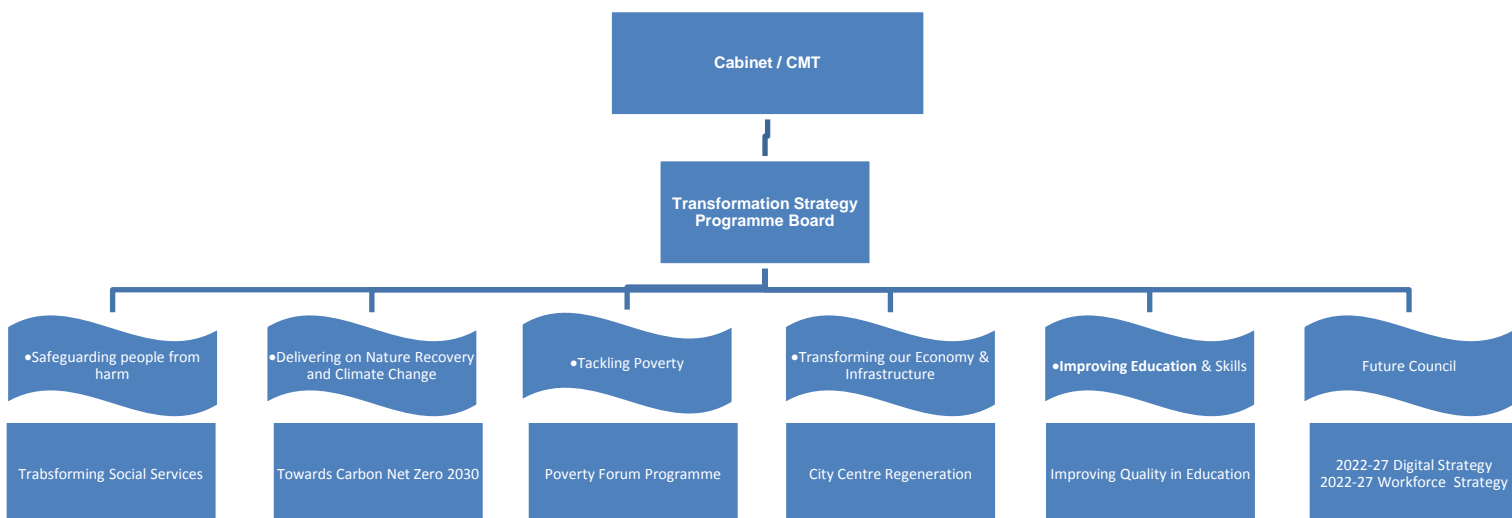 Cabinet / CMT
Transformation Strategy
Programme Board
•Safeguarding people from
harm
•Delivering on Nature Recovery
and Climate Change
•Tackling Poverty
•Transforming our Economy &
Infrastructure
•Improving Education & Skills
Future Council
Trabsforming Social Services
Towards Carbon Net Zero 2030
Poverty Forum Programme
City Centre Regeneration
Improving Quality in Education
2022-27 Digital Strategy
2022-27 Workforce Strategy